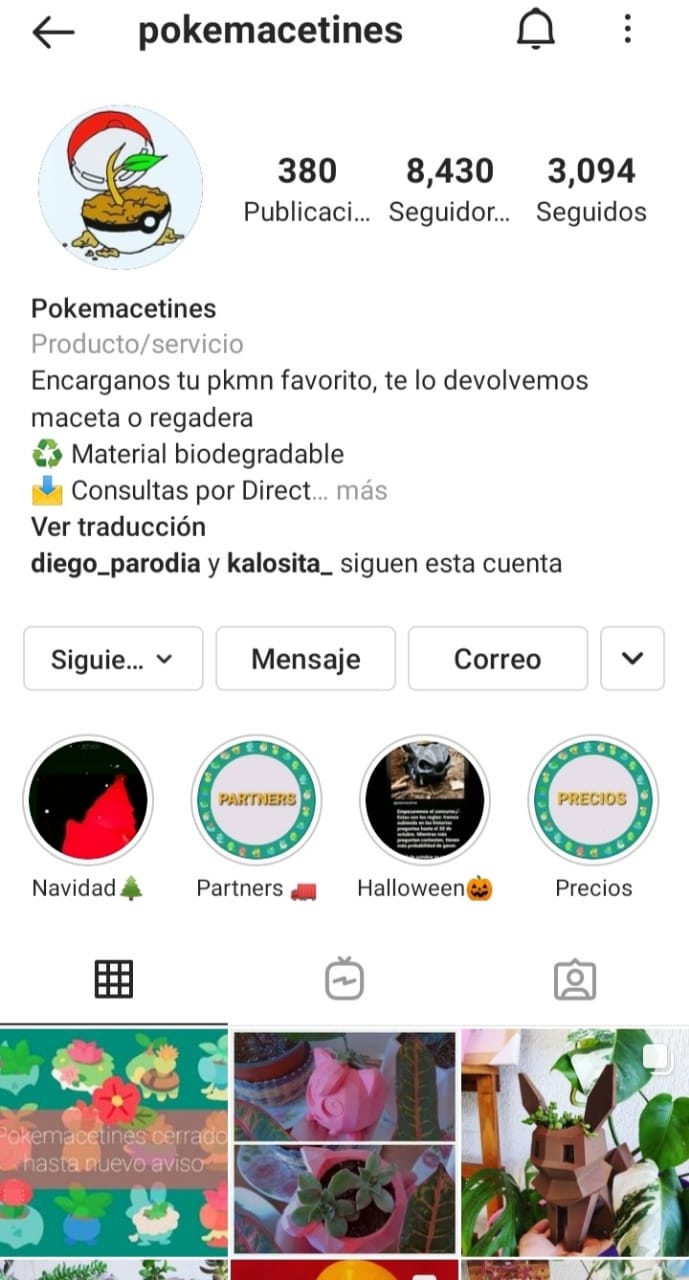 pokemacetines
380
8,430
3,094
Publicaci...
Seguidor...
Seguidos
Pokemacetines
Producto/servicio
Encarganos tu pkmn favorito, te lo devolvemos
maceta o regadera
♻️ Material biodegradable
📩 Consultas por Direct... más
Ver traducción
diego_parodia y kalosita_ siguen esta cuenta
Siguie...
Mensaje
Correo
PARTNERS
PRECIOS
Navidad🌲
Partners 🚛
Halloween🎃
Precios
Pokemacetines cerrado
hasta nuevo aviso